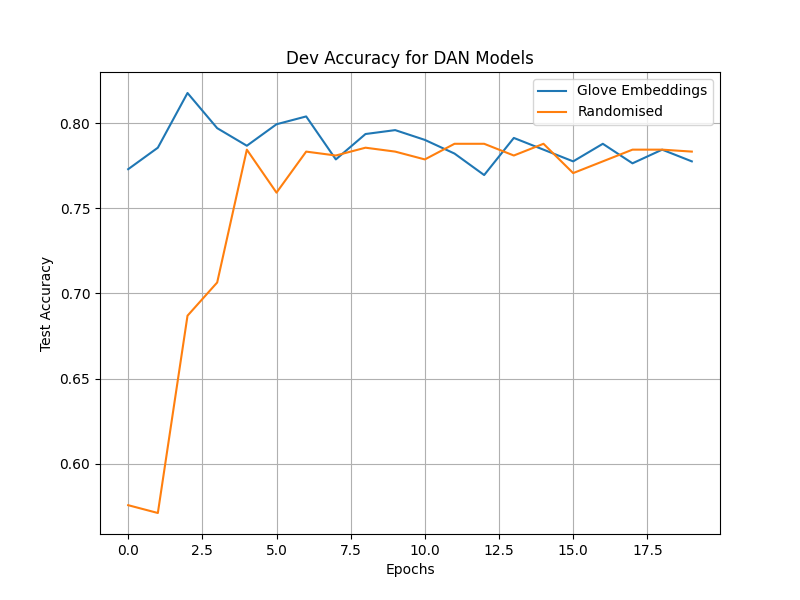 Dev Accuracy for DAN Models
Glove Embeddings
Randomised
0.80
0.75
0.70
0.65
0.60
Test Accuracy
0.0 2.5 5.0 7.5 10.0 12.5 15.0 17.5
Epochs